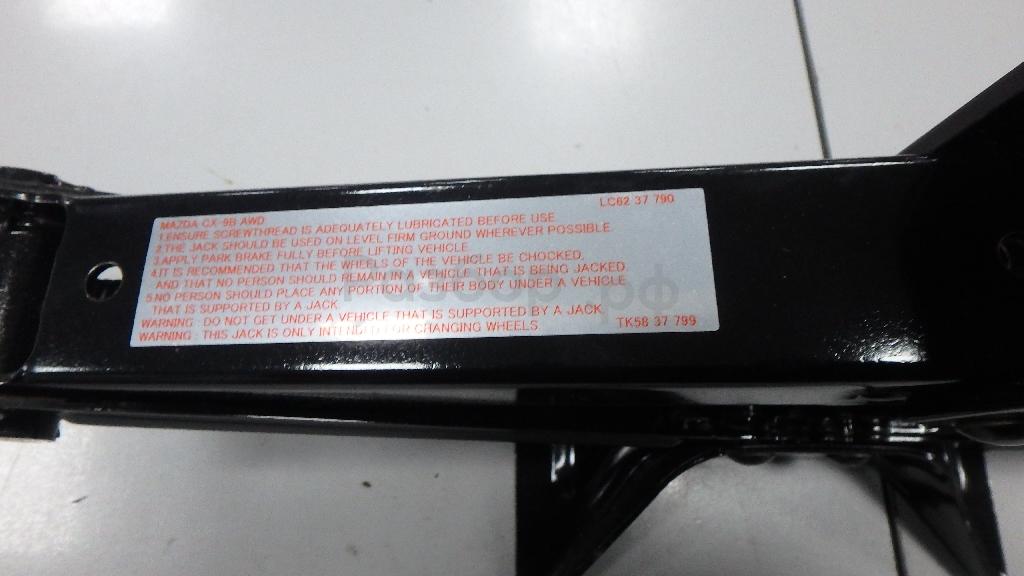 LC62 37 790
MAZDA CX-9B AWD
1.ENSURE SCREWTHREAD IS ADEQUATELY LUBRICATED BEFORE USE
2.THE JACK SHOULD BE USED ON LEVEL FIRM GROUND WHEREVER POSSIBLE.
3.APPLY PARK BRAKE FULLY BEFORE LIFTING VEHICLE.
4.IT IS RECOMMENDED THAT THE WHEELS OF THE VEHICLE BE CHOCKED,
AND THAT NO PERSON SHOULD REMAIN IN A VEHICLE THAT IS BEING JACKED.
5.NO PERSON SHOULD PLACE ANY PORTION OF THEIR BODY UNDER A VEHICLE
THAT IS SUPPORTED BY A JACK
WARNING : DO NOT GET UNDER A VEHICLE THAT IS SUPPORTED BY A JACK
WARNING : THIS JACK IS ONLY INTENDED FOR CHANGING WHEELS.
TK58 37 799